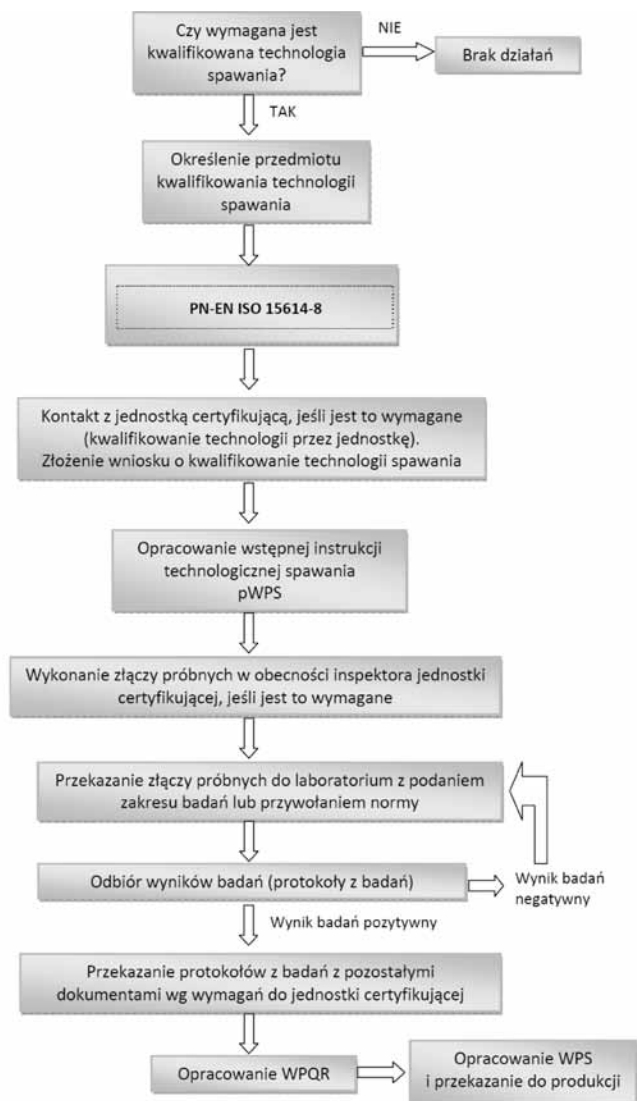 Czy wymagana jest
kwalifikowana technologia
spawania?
NIE
Brak działań
TAK
Określenie przedmiotu
kwalifikowania technologii
spawania
PN-EN ISO 15614-8
Kontakt z jednostką certyfikującą, jeśli jest to wymagane
(kwalifikowanie technologii przez jednostkę).
Złożenie wniosku o kwalifikowanie technologii spawania
Opracowanie wstępnej instrukcji
technologicznej spawania
pWPS
Wykonanie złączy próbnych w obecności inspektora jednostki
certyfikującej, jeśli jest to wymagane
Przekazanie złączy próbnych do laboratorium z podaniem
zakresu badań lub przywołaniem normy
Odbiór wyników badań (protokoły z badań)
Wynik badań
negatywny
Wynik badań pozytywny
Przekazanie protokołów z badań z pozostałymi
dokumentami wg wymagań do jednostki certyfikującej
Opracowanie WPQR
Opracowanie WPS
i przekazanie do produkcji